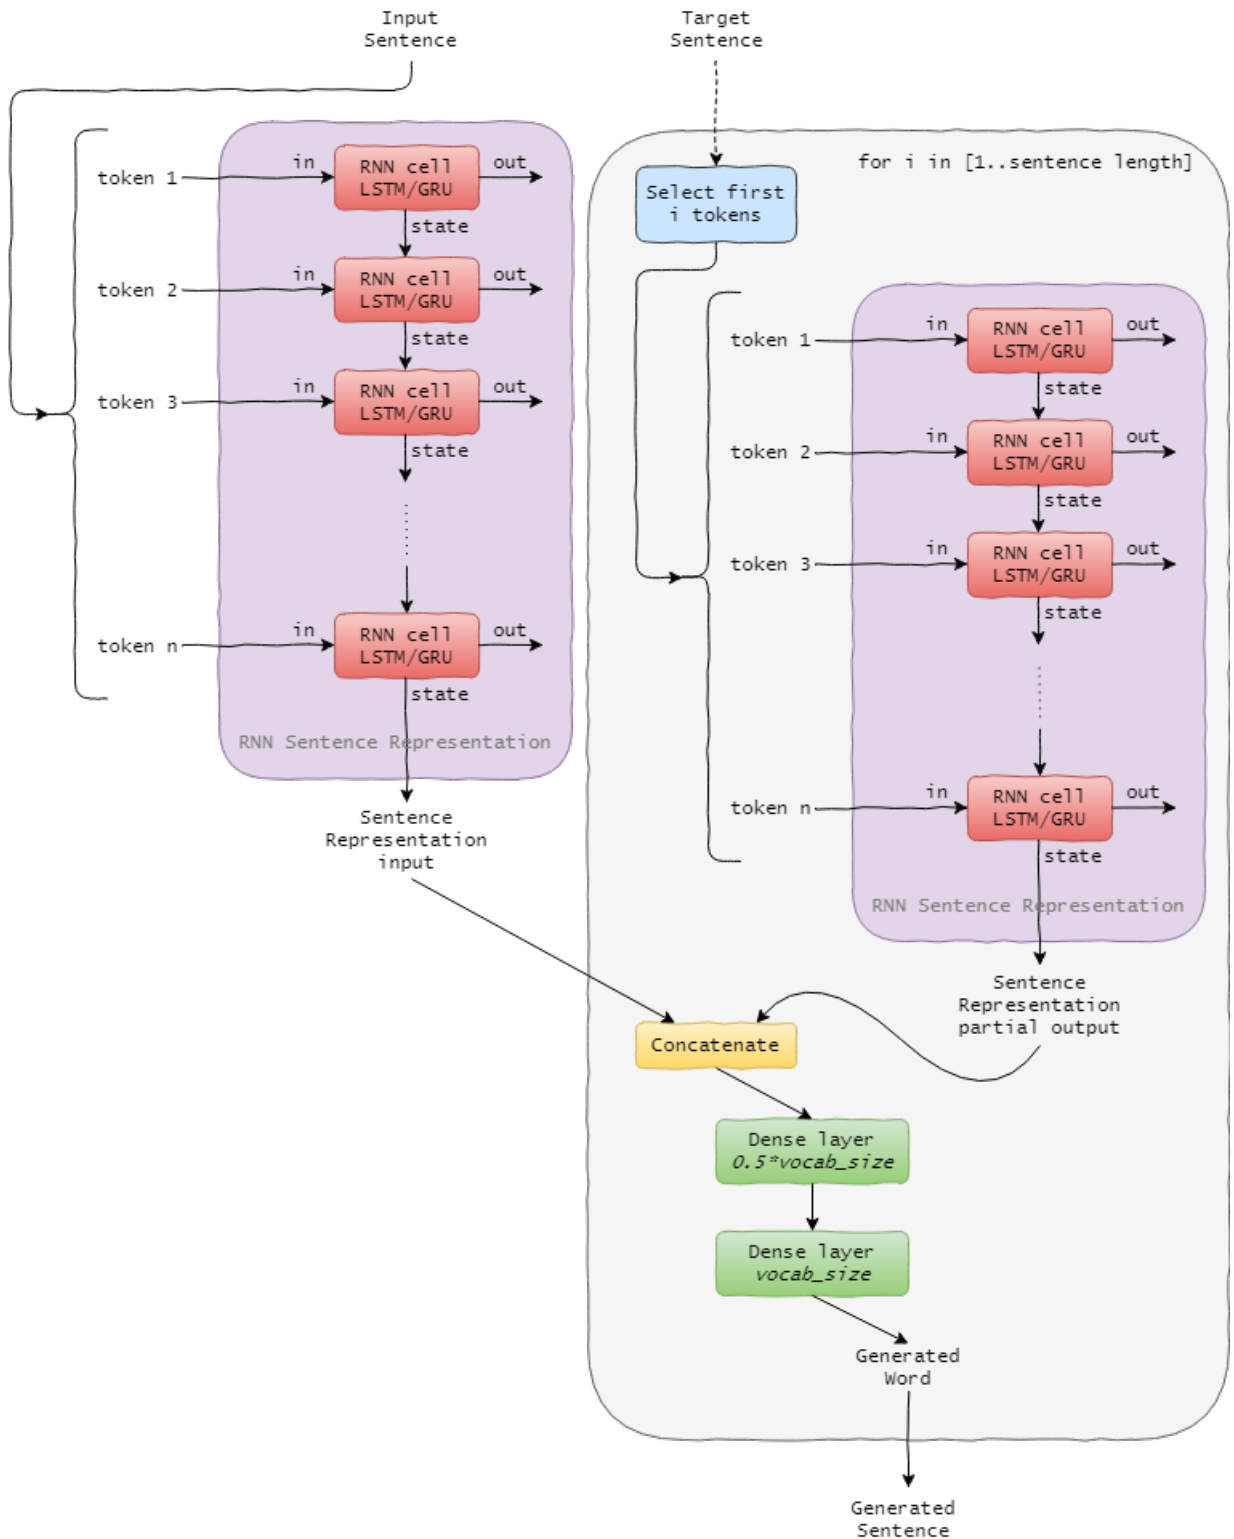 Input
Sentence
Target
Sentence
in
RNN cell
LSTM/GRU
out
token 1
state
in
RNN cell
LSTM/GRU
out
token 2
state
in
RNN cell
LSTM/GRU
out
token 3
state
in
RNN cell
LSTM/GRU
out
token n
state
RNN Sentence Representation
Sentence
Representation
input
for i in [1..sentence length]
Select first
i tokens
in
RNN cell
LSTM/GRU
out
token 1
state
in
RNN cell
LSTM/GRU
out
token 2
state
in
RNN cell
LSTM/GRU
out
token 3
state
in
RNN cell
LSTM/GRU
out
token n
state
RNN Sentence Representation
Sentence
Representation
partial output
Concatenate
Dense layer
0.5*vocab_size
Dense layer
vocab_size
Generated
Word
Generated
Sentence